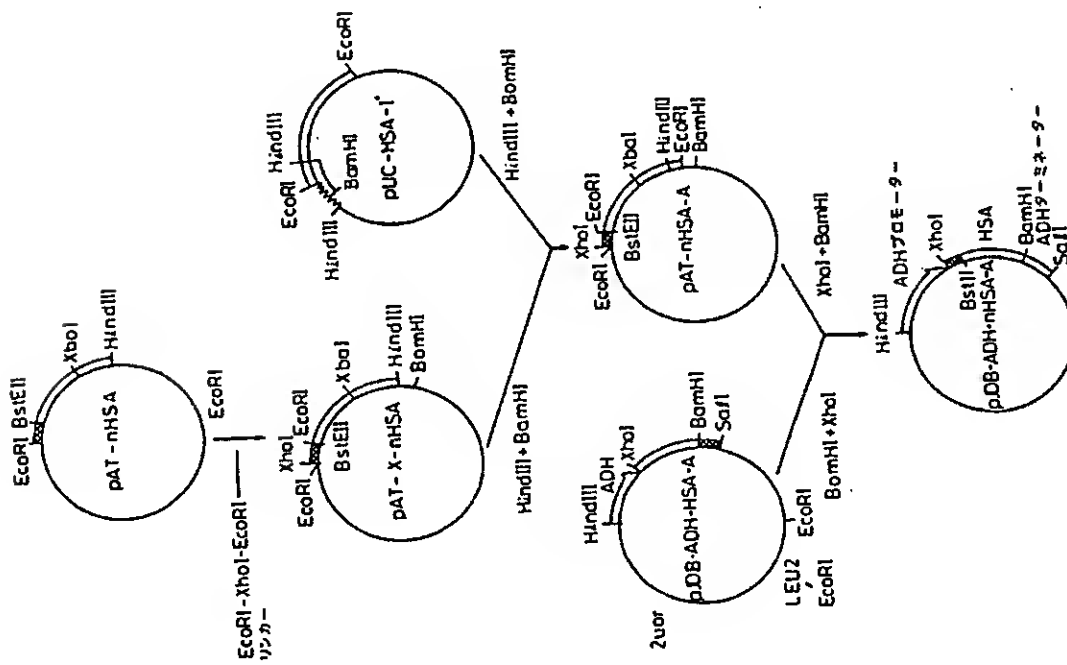 EcoRI
BstEII
XbaI
HindIII
pAT-nHSA
EcoRI-XhoI-EcoRI
リンカー
EcoRI
XhoI
EcoRI
EcoRI
BstEII
XbaI
HindIII
BamHI
pAT-X-nHSA
HindIII
EcoRI
EcoRI
HindIII
BamHI
pUC-HSA-I'
HindIII+BamHI
HindIII+BamHI
XhoI
EcoRI
EcoRI
BstEII
XbaI
HindIII
EcoRI
BamHI
pAT-nHSA-A
HindIII
ADH
XhoI
BamHI
SalI
pJDB-ADH-HSA-A
2μor
LEU2
EcoRI
EcoRI
BamHI+XhoI
XhoI+BamHI
HindIII
ADHプロモーター
XhoI
HSA
BstII
BamHI
ADHターミネーター
SalI
pJDB-ADH-nHSA-A